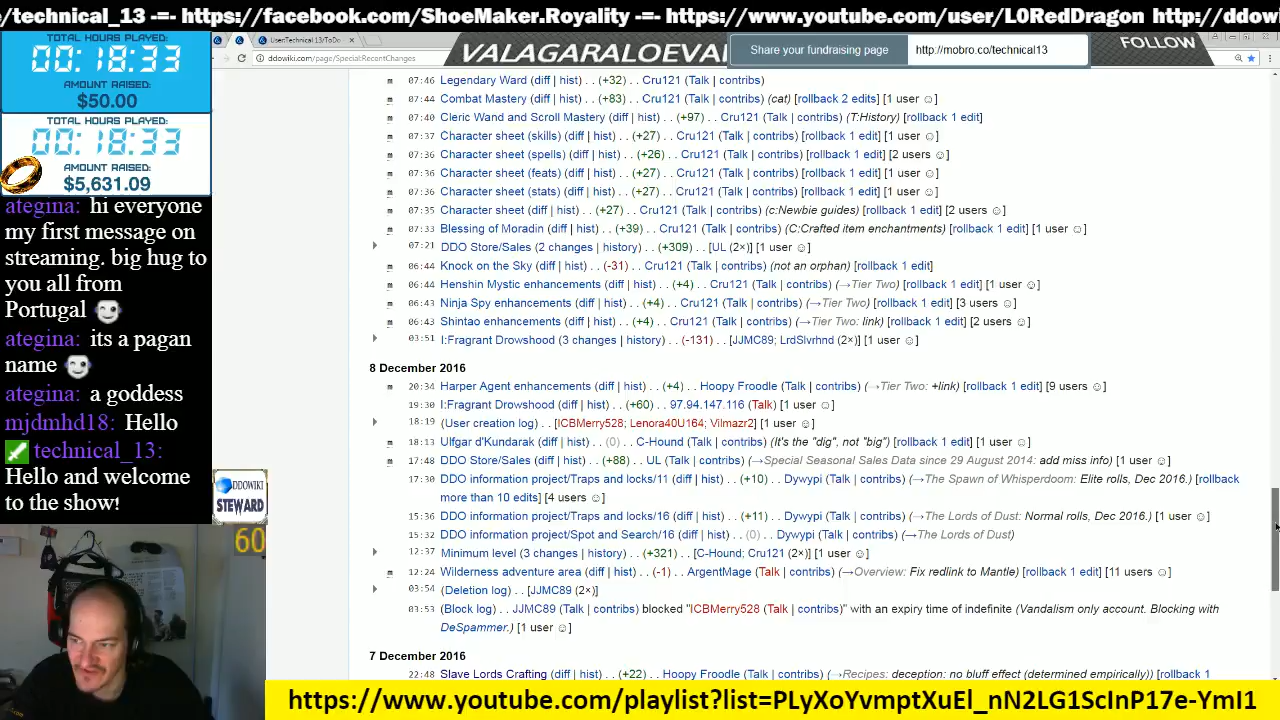 e/technical_13 -=- https://facebook.com/ShoeMaker.Royality -=- https://www.youtube.com/user/L0RedDragon http://ddowi
TOTAL HOURS PLAYED:
00:18:33
AMOUNT RAISED:
$50.00
TOTAL HOURS PLAYED:
00:18:33
AMOUNT RAISED:
$5,631.09
ategina: hi everyone
my first message on
streaming. big hug to
you all from
Portugal
ategina: its a pagan
name
ategina: a goddess
mjdmhd18: Hello
technical_13:
Hello and welcome
to the show!
DDOWIKI
STEWARD
60
User:Technical 13/ToDo
ddowiki.com/page/Special:RecentChanges
VALAGARALOEVAN
Share your fundraising page
http://mobro.co/technical13
FOLLOW
m 07:46 Legendary Ward (diff | hist) . . (+32) . . Cru121 (Talk | contribs)
m 07:44 Combat Mastery (diff | hist) . . (+83) . . Cru121 (Talk | contribs) (cat) [rollback 2 edits] [1 user ☺]
m 07:40 Cleric Wand and Scroll Mastery (diff | hist) . . (+97) . . Cru121 (Talk | contribs) (T:History) [rollback 1 edit]
m 07:37 Character sheet (skills) (diff | hist) . . (+27) . . Cru121 (Talk | contribs) [rollback 1 edit] [1 user ☺]
m 07:36 Character sheet (spells) (diff | hist) . . (+26) . . Cru121 (Talk | contribs) [rollback 1 edit] [2 users ☺]
m 07:36 Character sheet (feats) (diff | hist) . . (+27) . . Cru121 (Talk | contribs) [rollback 1 edit] [1 user ☺]
m 07:36 Character sheet (stats) (diff | hist) . . (+27) . . Cru121 (Talk | contribs) [rollback 1 edit] [1 user ☺]
m 07:35 Character sheet (diff | hist) . . (+27) . . Cru121 (Talk | contribs) (c:Newbie guides) [rollback 1 edit] [2 users ☺]
m 07:33 Blessing of Moradin (diff | hist) . . (+39) . . Cru121 (Talk | contribs) (C:Crafted item enchantments) [rollback 1 edit] [1 user ☺]
07:21 DDO Store/Sales (2 changes | history) . . (+309) . . [UL (2×)] [1 user ☺]
m 06:44 Knock on the Sky (diff | hist) . . (-31) . . Cru121 (Talk | contribs) (not an orphan) [rollback 1 edit]
m 06:44 Henshin Mystic enhancements (diff | hist) . . (+4) . . Cru121 (Talk | contribs) (→Tier Two) [rollback 1 edit] [1 user ☺]
m 06:43 Ninja Spy enhancements (diff | hist) . . (+4) . . Cru121 (Talk | contribs) (→Tier Two) [rollback 1 edit] [3 users ☺]
m 06:43 Shintao enhancements (diff | hist) . . (+4) . . Cru121 (Talk | contribs) (→Tier Two: link) [rollback 1 edit] [2 users ☺]
03:51 I:Fragrant Drowshood (3 changes | history) . . (-131) . . [JJMC89; LrdSlvrhnd (2×)] [1 user ☺]
8 December 2016
m 20:34 Harper Agent enhancements (diff | hist) . . (+4) . . Hoopy Froodle (Talk | contribs) (→Tier Two: +link) [rollback 1 edit] [9 users ☺]
19:30 I:Fragrant Drowshood (diff | hist) . . (+60) . . 97.94.147.116 (Talk) [1 user ☺]
18:19 (User creation log) . . [ICBMerry528; Lenora40U164; Vilmazr2] [1 user ☺]
m 18:13 Ulfgar d'Kundarak (diff | hist) . . (0) . . C-Hound (Talk | contribs) (It's the "dig", not "big") [rollback 1 edit] [1 user ☺]
m 17:48 DDO Store/Sales (diff | hist) . . (+88) . . UL (Talk | contribs) (→Special Seasonal Sales Data since 29 August 2014: add miss info) [1 user ☺]
m 17:30 DDO information project/Traps and locks/11 (diff | hist) . . (+10) . . Dywypi (Talk | contribs) (→The Spawn of Whisperdoom: Elite rolls, Dec 2016.) [rollback
more than 10 edits] [4 users ☺]
15:36 DDO information project/Traps and locks/16 (diff | hist) . . (+11) . . Dywypi (Talk | contribs) (→The Lords of Dust: Normal rolls, Dec 2016.) [1 user ☺]
15:32 DDO information project/Spot and Search/16 (diff | hist) . . (0) . . Dywypi (Talk | contribs) (→The Lords of Dust)
12:37 Minimum level (3 changes | history) . . (+321) . . [C-Hound; Cru121 (2×)] [1 user ☺]
m 12:24 Wilderness adventure area (diff | hist) . . (-1) . . ArgentMage (Talk | contribs) (→Overview: Fix redlink to Mantle) [rollback 1 edit] [11 users ☺]
03:54 (Deletion log) . . [JJMC89 (2×)]
m 03:53 (Block log) . . JJMC89 (Talk | contribs) blocked "ICBMerry528 (Talk | contribs)" with an expiry time of indefinite (Vandalism only account. Blocking with
DeSpammer.) [1 user ☺]
7 December 2016
m 22:48 Slave Lords Crafting (diff | hist) . . (+22) . . Hoopy Froodle (Talk | contribs) (→Recipes: deception: no bluff effect (determined empirically)) [rollback 1
https://www.youtube.com/playlist?list=PLyXoYvmptXuEl_nN2LG1ScInP17e-YmI1